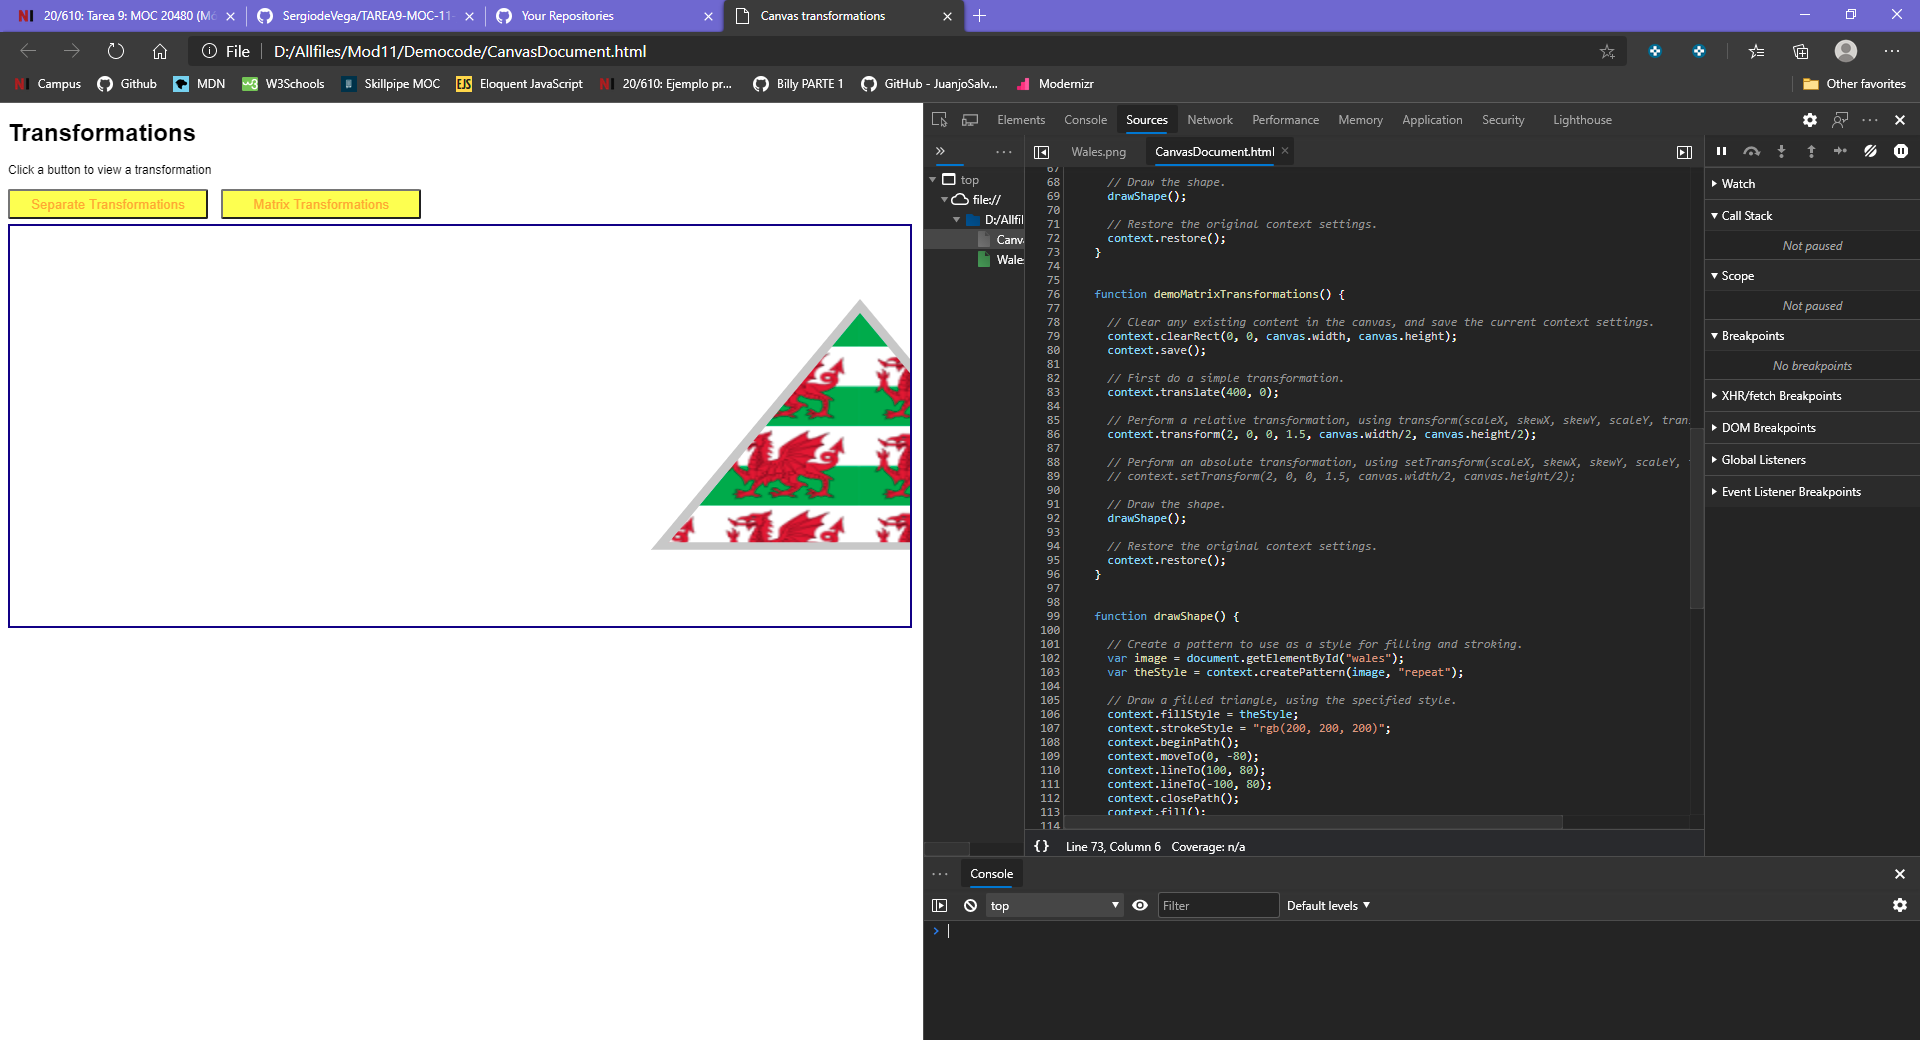 20/610: Tarea 9: MOC 20480 (Mó
SergiodeVega/TAREA9-MOC-11-
Your Repositories
Canvas transformations
File
D:/Allfiles/Mod11/Democode/CanvasDocument.html
Campus
Github
MDN
W3Schools
Skillpipe MOC
EJS Eloquent JavaScript
20/610: Ejemplo pr...
Billy PARTE 1
GitHub - JuanjoSalv...
Modernizr
Other favorites
Transformations
Click a button to view a transformation
Separate Transformations
Matrix Transformations
Elements
Console
Sources
Network
Performance
Memory
Application
Security
Lighthouse
Wales.png
CanvasDocument.html
top
file://
D:/Allfil
Canv
Wales
67
68 // Draw the shape.
69 drawShape();
70
71 // Restore the original context settings.
72 context.restore();
73 }
74
75
76 function demoMatrixTransformations() {
77
78 // Clear any existing content in the canvas, and save the current context settings.
79 context.clearRect(0, 0, canvas.width, canvas.height);
80 context.save();
81
82 // First do a simple transformation.
83 context.translate(400, 0);
84
85 // Perform a relative transformation, using transform(scaleX, skewX, skewY, scaleY, tran
86 context.transform(2, 0, 0, 1.5, canvas.width/2, canvas.height/2);
87
88 // Perform an absolute transformation, using setTransform(scaleX, skewX, skewY, scaleY,
89 // context.setTransform(2, 0, 0, 1.5, canvas.width/2, canvas.height/2);
90
91 // Draw the shape.
92 drawShape();
93
94 // Restore the original context settings.
95 context.restore();
96 }
97
98
99 function drawShape() {
100
101 // Create a pattern to use as a style for filling and stroking.
102 var image = document.getElementById("wales");
103 var theStyle = context.createPattern(image, "repeat");
104
105 // Draw a filled triangle, using the specified style.
106 context.fillStyle = theStyle;
107 context.strokeStyle = "rgb(200, 200, 200)";
108 context.beginPath();
109 context.moveTo(0, -80);
110 context.lineTo(100, 80);
111 context.lineTo(-100, 80);
112 context.closePath();
113 context.fill();
114
{} Line 73, Column 6 Coverage: n/a
Watch
Call Stack
Not paused
Scope
Not paused
Breakpoints
No breakpoints
XHR/fetch Breakpoints
DOM Breakpoints
Global Listeners
Event Listener Breakpoints
Console
top
Filter
Default levels